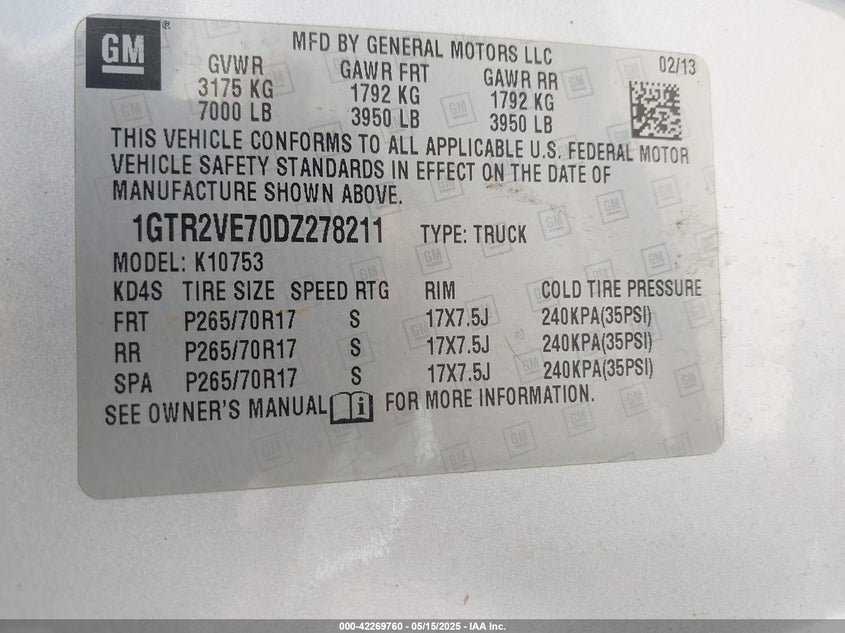 GM
MFD BY GENERAL MOTORS LLC 02/13
GVWR GAWR FRT GAWR RR
3175 KG 1792 KG 1792 KG
7000 LB 3950 LB 3950 LB
THIS VEHICLE CONFORMS TO ALL APPLICABLE U.S. FEDERAL MOTOR
VEHICLE SAFETY STANDARDS IN EFFECT ON THE DATE OF
MANUFACTURE SHOWN ABOVE.
1GTR2VE70DZ278211 TYPE: TRUCK
MODEL: K10753
KD4S TIRE SIZE SPEED RTG RIM COLD TIRE PRESSURE
FRT P265/70R17 S 17X7.5J 240KPA(35PSI)
RR P265/70R17 S 17X7.5J 240KPA(35PSI)
SPA P265/70R17 S 17X7.5J 240KPA(35PSI)
SEE OWNER'S MANUAL i FOR MORE INFORMATION.
000-42269760 - 05/15/2025 - IAA Inc.